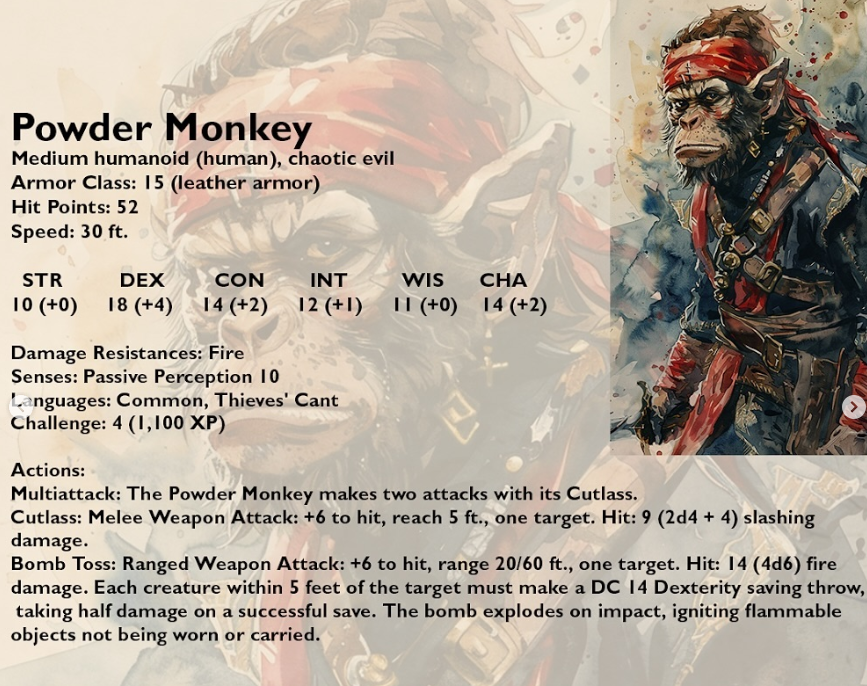 Powder Monkey
Medium humanoid (human), chaotic evil
Armor Class: 15 (leather armor)
Hit Points: 52
Speed: 30 ft.
STR DEX CON INT WIS CHA
10 (+0) 18 (+4) 14 (+2) 12 (+1) 11 (+0) 14 (+2)
Damage Resistances: Fire
Senses: Passive Perception 10
Languages: Common, Thieves' Cant
Challenge: 4 (1,100 XP)
Actions:
Multiattack: The Powder Monkey makes two attacks with its Cutlass.
Cutlass: Melee Weapon Attack: +6 to hit, reach 5 ft., one target. Hit: 9 (2d4 + 4) slashing
damage.
Bomb Toss: Ranged Weapon Attack: +6 to hit, range 20/60 ft., one target. Hit: 14 (4d6) fire
damage. Each creature within 5 feet of the target must make a DC 14 Dexterity saving throw,
taking half damage on a successful save. The bomb explodes on impact, igniting flammable
objects not being worn or carried.